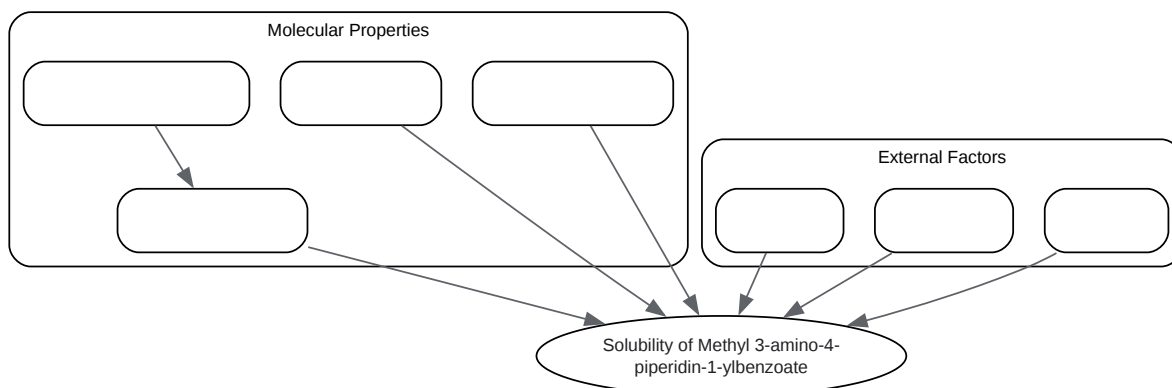 Molecular Properties
External Factors
Solubility of Methyl 3-amino-4-
piperidin-1-ylbenzoate